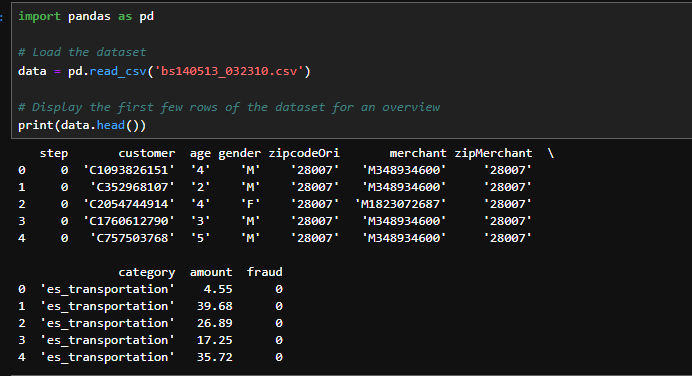 import pandas as pd
# Load the dataset
data = pd.read_csv('bs140513_032310.csv')
# Display the first few rows of the dataset for an overview
print(data.head())
step customer age gender zipcodeOri merchant zipMerchant \
0 0 'C1093826151' '4' 'M' '28007' 'M348934600' '28007'
1 0 'C352968107' '2' 'M' '28007' 'M348934600' '28007'
2 0 'C2054744914' '4' 'F' '28007' 'M1823072687' '28007'
3 0 'C1760612790' '3' 'M' '28007' 'M348934600' '28007'
4 0 'C757503768' '5' 'M' '28007' 'M348934600' '28007'
category amount fraud
0 'es_transportation' 4.55 0
1 'es_transportation' 39.68 0
2 'es_transportation' 26.89 0
3 'es_transportation' 17.25 0
4 'es_transportation' 35.72 0